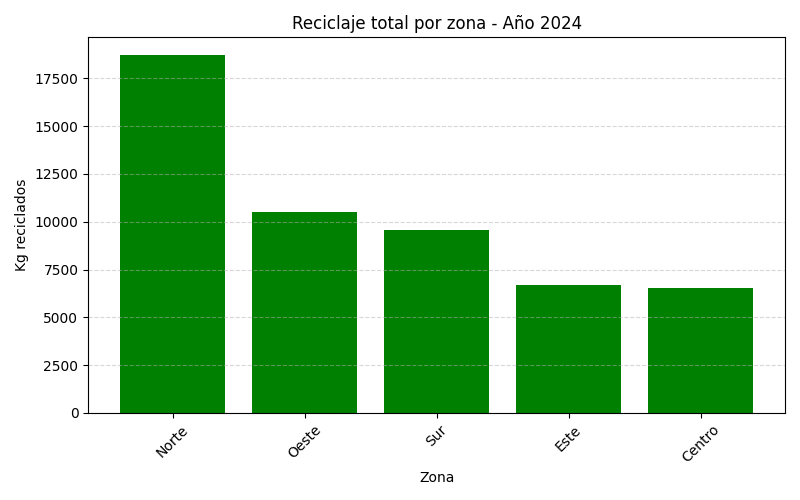 Reciclaje total por zona - Año 2024
Kg reciclados
17500
15000
12500
10000
7500
5000
2500
0
Norte
Oeste
Sur
Este
Centro
Zona